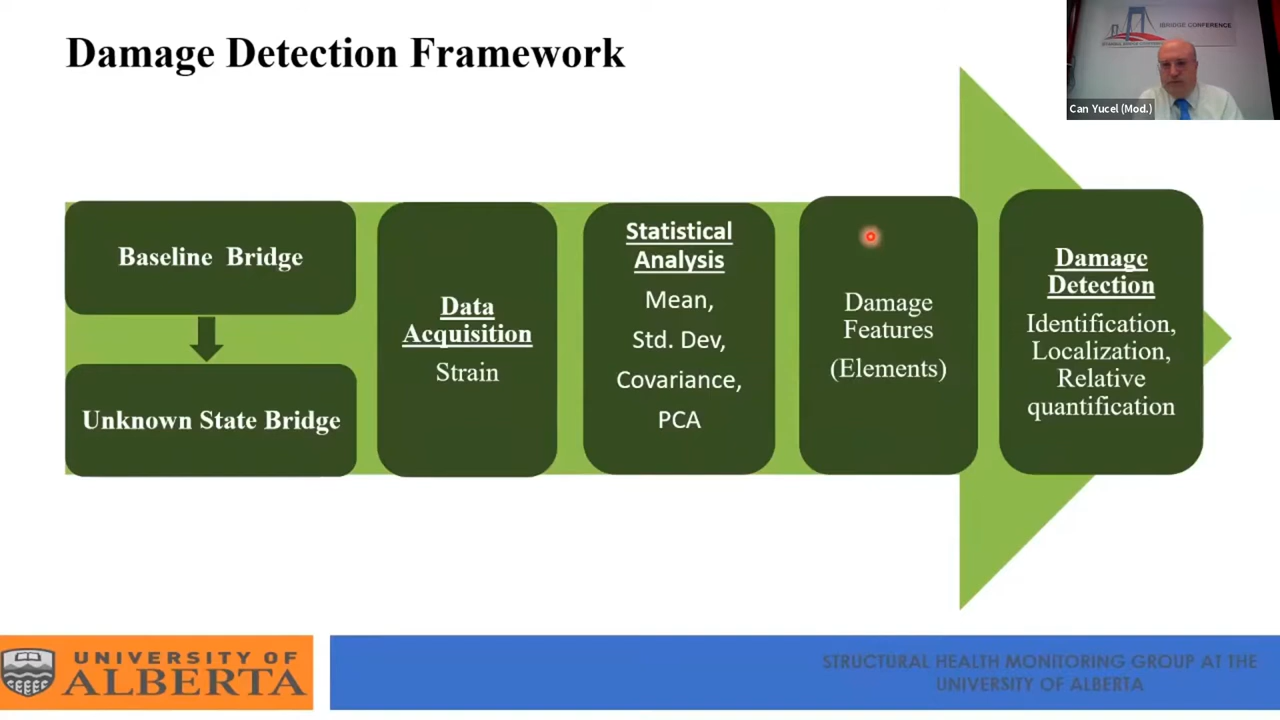 Damage Detection Framework
IBRIDGE CONFERENCE
Can Yucel (Mod.)
Baseline Bridge
Unknown State Bridge
Data
Acquisition
Strain
Statistical
Analysis
Mean,
Std. Dev,
Covariance,
PCA
Damage
Features
(Elements)
Damage
Detection
Identification,
Localization,
Relative
quantification
UNIVERSITY OF
ALBERTA
STRUCTURAL HEALTH MONITORING GROUP AT THE
UNIVERSITY OF ALBERTA